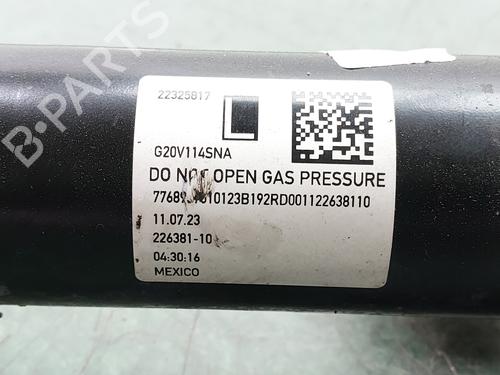 22325817
L
G20V114SNA
DO NOT OPEN GAS PRESSURE
11.07.23
226381-10
04:30:16
MEXICO
B-PARTS